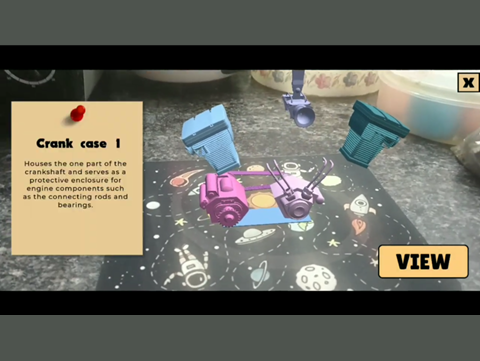 X
Crank case 1
Houses the one part of the
crankshaft and serves as a
protective enclosure for
engine components such
as the connecting rods and
bearings.
VIEW